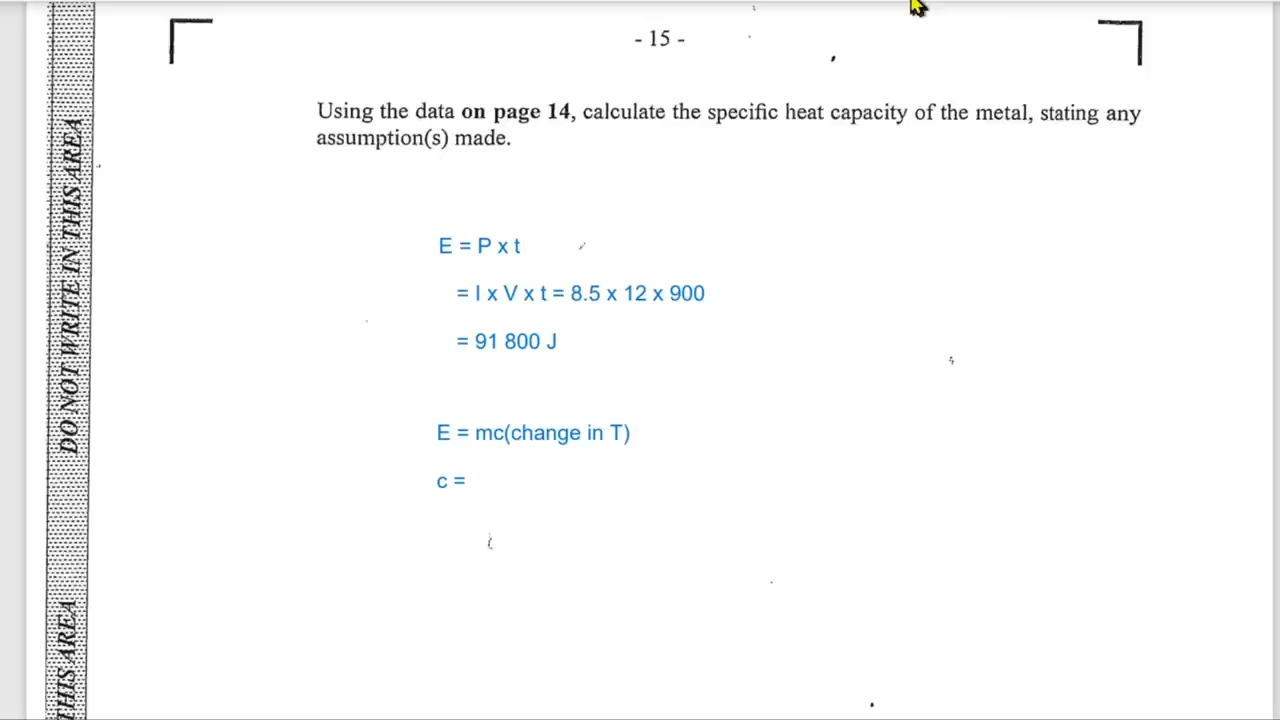 - 15 -
Using the data on page 14, calculate the specific heat capacity of the metal, stating any
assumption(s) made.
E = P x t
= I x V x t = 8.5 x 12 x 900
= 91 800 J
E = mc(change in T)
c =
DO NOT WRITE IN THIS AREA
THIS AREA